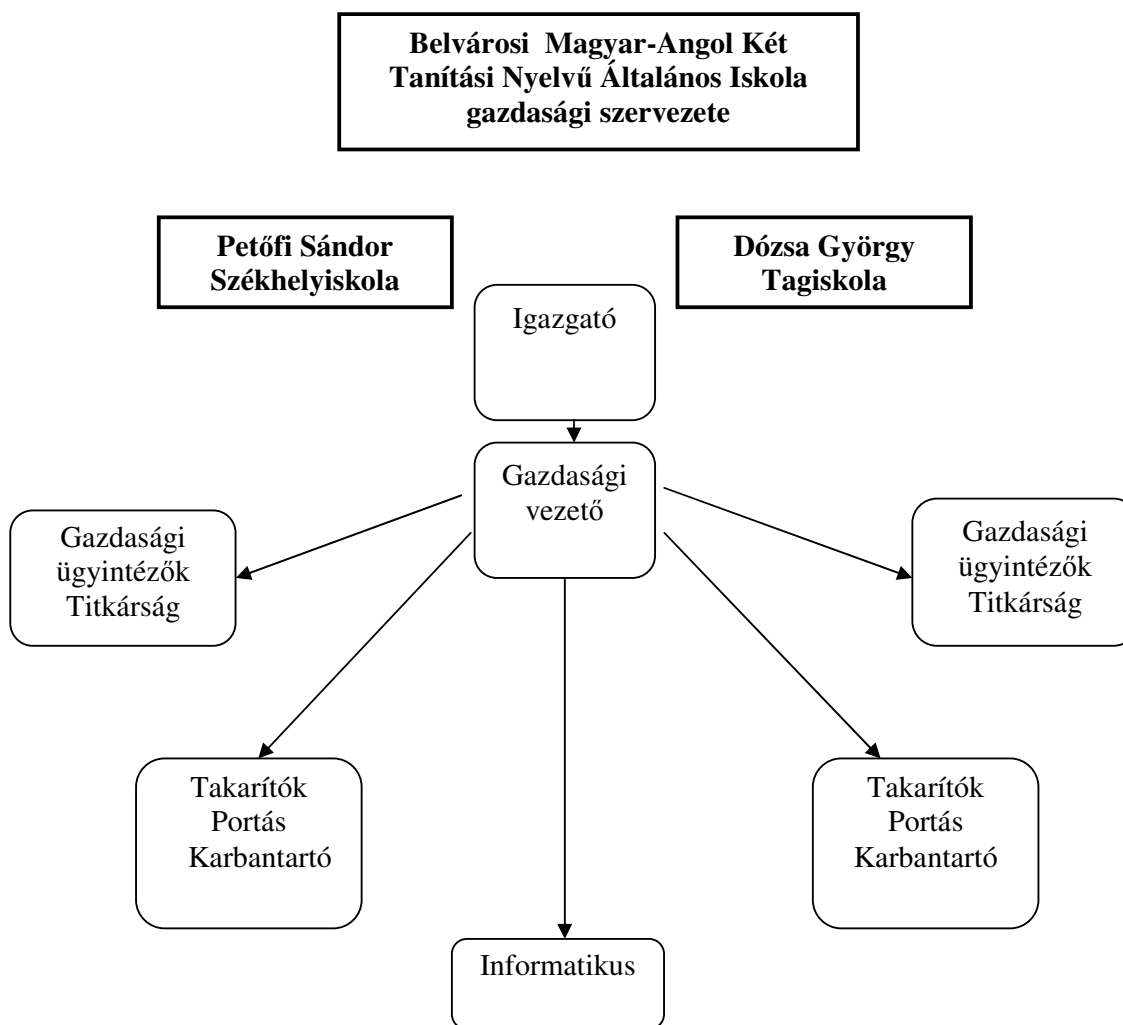 Belvárosi Magyar-Angol Két
Tanítási Nyelvű Általános Iskola
gazdasági szervezete
Petőfi Sándor
Székhelyiskola
Dózsa György
Tagiskola
Igazgató
Gazdasági
vezető
Gazdasági
ügyintézők
Titkárság
Gazdasági
ügyintézők
Titkárság
Takarítók
Portás
Karbantartó
Takarítók
Portás
Karbantartó
Informatikus